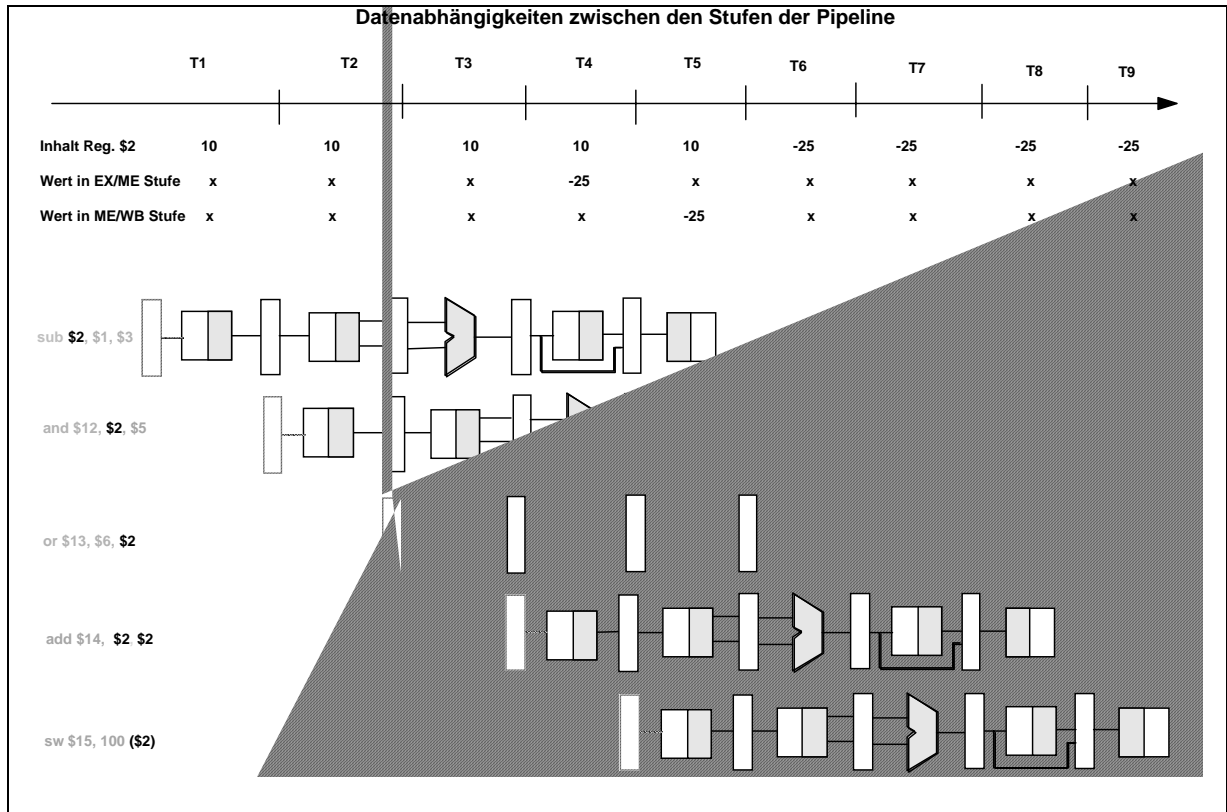 Datenabhängigkeiten zwischen den Stufen der Pipeline
T1 T2 T3 T4 T5 T6 T7 T8 T9
Inhalt Reg. $2 10 10 10 10 10 -25 -25 -25 -25
Wert in EX/ME Stufe x x x -25 x x x x x
Wert in ME/WB Stufe x x x x -25 x x x x
sub $2, $1, $3
and $12, $2, $5
or $13, $6, $2
add $14, $2, $2
sw $15, 100 ($2)